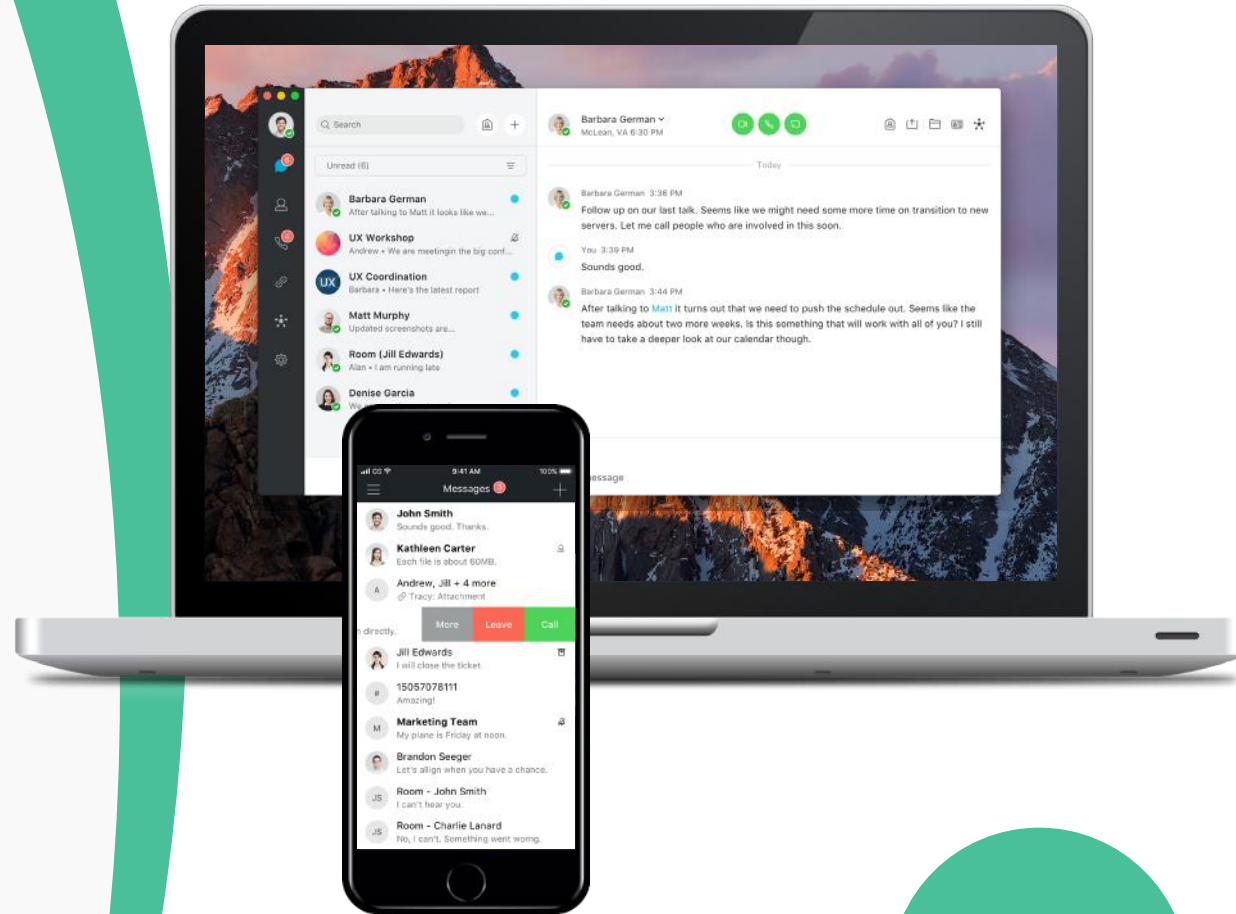 Search
Unread (6)
6
4
Barbara German
After talking to Matt it looks like we...
UX Workshop
Andrew • We are meetingin the big conf...
UX
UX Coordination
Barbara • Here's the latest report
Matt Murphy
Updated screenshots are...
Room (Jill Edwards)
Alan • I am running late
Denise Garcia
Barbara German
McLean, VA 6:30 PM
Today
Barbara German 3:36 PM
Follow up on our last talk. Seems like we might need some more time on transition to new
servers. Let me call people who are involved in this soon.
You 3:39 PM
Sounds good.
Barbara German 3:44 PM
After talking to Matt it turns out that we need to push the schedule out. Seems like the
team needs about two more weeks. Is this something that will work with all of you? I still
have to take a deeper look at our calendar though.
message
9:41 AM 100%
Messages
John Smith
Sounds good. Thanks.
Kathleen Carter
Each file is about 60MB.
A
Andrew, Jill + 4 more
Tracy: Attachment
directly.
More Leave Call
Jill Edwards
I will close the ticket.
#
15057078111
Amazing!
M
Marketing Team
My plane is Friday at noon.
Brandon Seeger
Let's allign when you have a chance.
JS
Room - John Smith
I can't hear you.
JS
Room - Charlie Lanard
No, I can't. Something went worng.